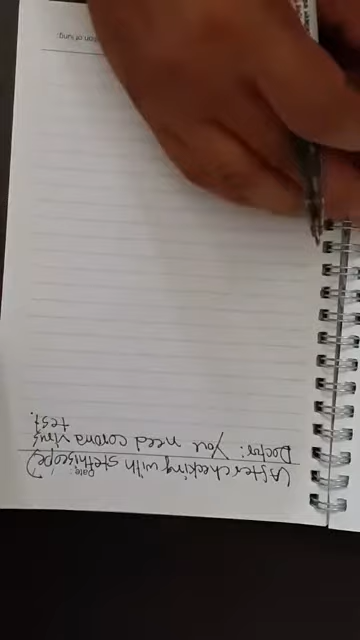 (After checking with stethiscope)
Date:
Doctor: You need corona virus
test.